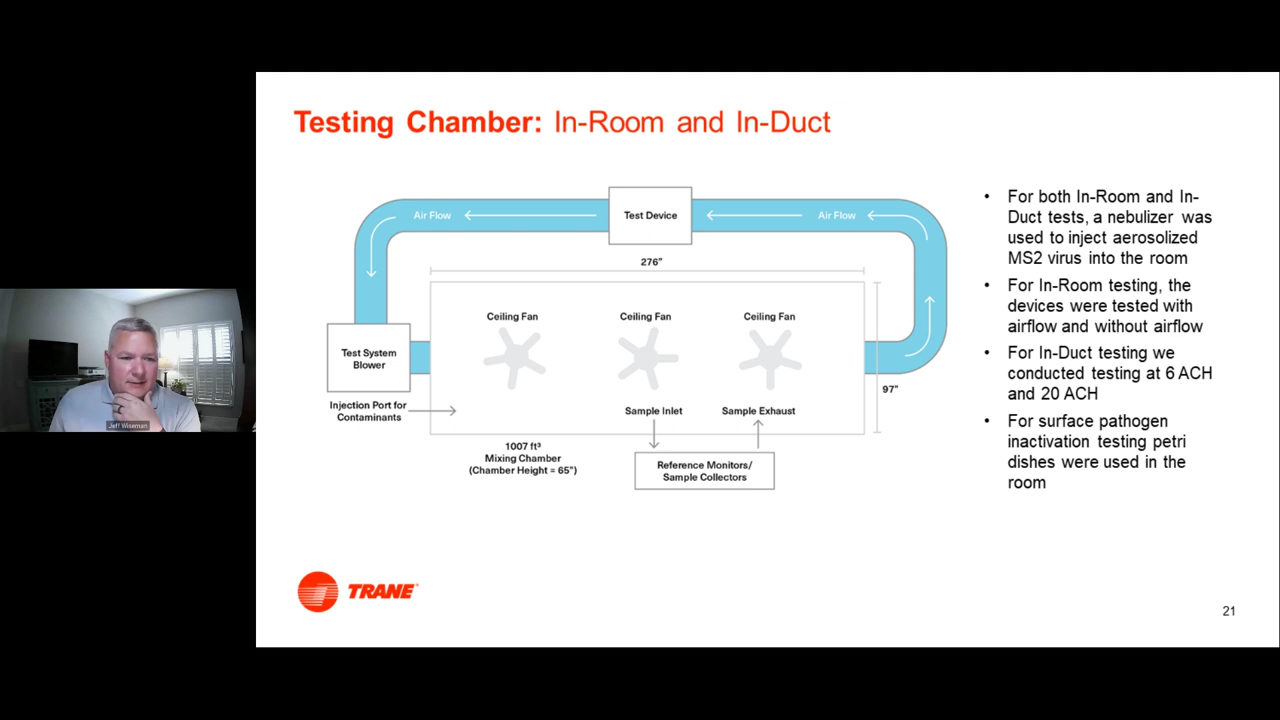 Testing Chamber: In-Room and In-Duct
Air Flow
Test Device
Air Flow
276”
Ceiling Fan
Ceiling Fan
Ceiling Fan
Test System
Blower
97”
Injection Port for
Contaminants
Sample Inlet
Sample Exhaust
1007 ft³
Mixing Chamber
(Chamber Height = 65”)
Reference Monitors/
Sample Collectors
• For both In-Room and In-
Duct tests, a nebulizer was
used to inject aerosolized
MS2 virus into the room
• For In-Room testing, the
devices were tested with
airflow and without airflow
• For In-Duct testing we
conducted testing at 6 ACH
and 20 ACH
• For surface pathogen
inactivation testing petri
dishes were used in the
room
Jeff Wiseman
TRANE®
21